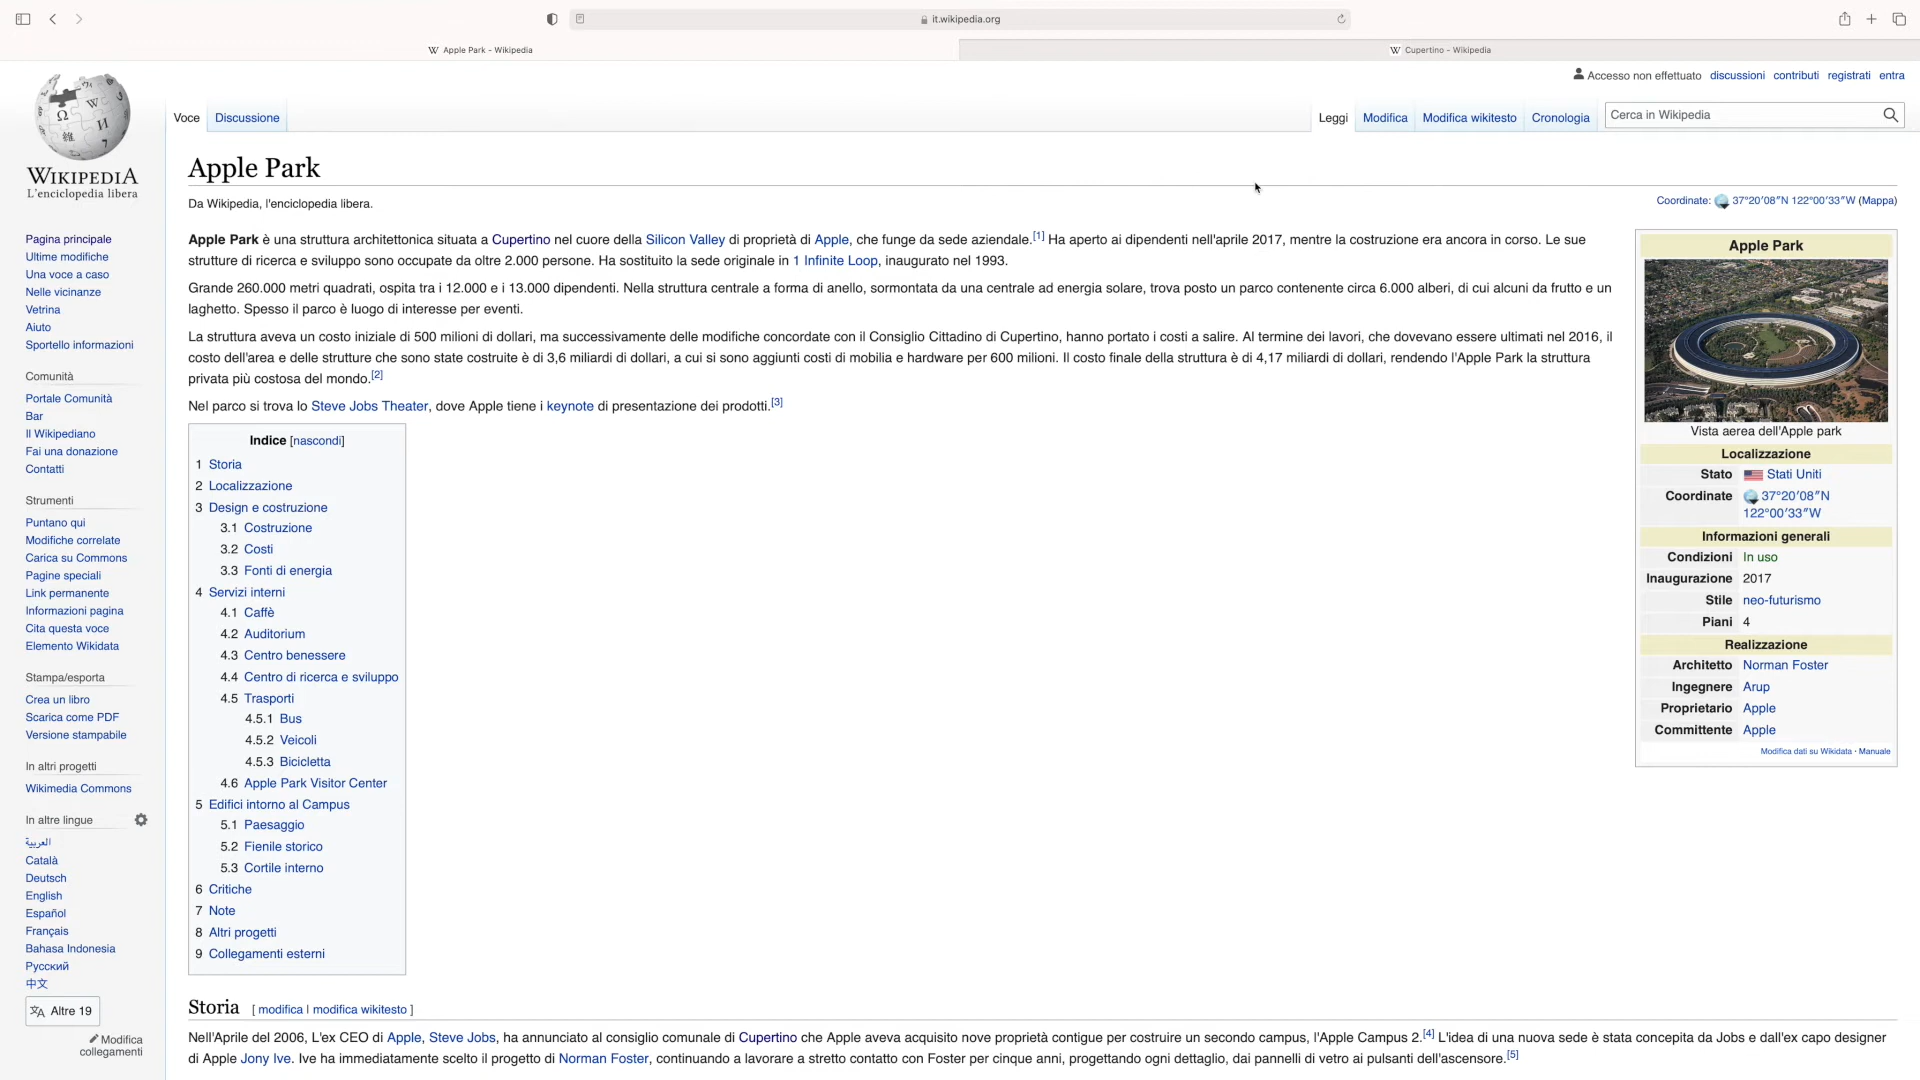 it.wikipedia.org
Apple Park - Wikipedia
Cupertino - Wikipedia
Accesso non effettuato discussioni contributi registrati entra
WIKIPEDIA
L'enciclopedia libera
Voce Discussione
Leggi Modifica Modifica wikitesto Cronologia Cerca in Wikipedia
Pagina principale
Ultime modifiche
Una voce a caso
Nelle vicinanze
Vetrina
Aiuto
Sportello informazioni
Comunità
Portale Comunità
Bar
Il Wikipediano
Fai una donazione
Contatti
Strumenti
Puntano qui
Modifiche correlate
Carica su Commons
Pagine speciali
Link permanente
Informazioni pagina
Cita questa voce
Elemento Wikidata
Stampa/esporta
Crea un libro
Scarica come PDF
Versione stampabile
In altri progetti
Wikimedia Commons
In altre lingue
العربية
Català
Deutsch
English
Español
Français
Bahasa Indonesia
Русский
中文
Altre 19
Modifica
collegamenti
Apple Park
Da Wikipedia, l'enciclopedia libera.
Coordinate: 37°20′08″N 122°00′33″W (Mappa)
Apple Park è una struttura architettonica situata a Cupertino nel cuore della Silicon Valley di proprietà di Apple, che funge da sede aziendale.[1] Ha aperto ai dipendenti nell'aprile 2017, mentre la costruzione era ancora in corso. Le sue
strutture di ricerca e sviluppo sono occupate da oltre 2.000 persone. Ha sostituito la sede originale in 1 Infinite Loop, inaugurato nel 1993.
Grande 260.000 metri quadrati, ospita tra i 12.000 e i 13.000 dipendenti. Nella struttura centrale a forma di anello, sormontata da una centrale ad energia solare, trova posto un parco contenente circa 6.000 alberi, di cui alcuni da frutto e un
laghetto. Spesso il parco è luogo di interesse per eventi.
La struttura aveva un costo iniziale di 500 milioni di dollari, ma successivamente delle modifiche concordate con il Consiglio Cittadino di Cupertino, hanno portato i costi a salire. Al termine dei lavori, che dovevano essere ultimati nel 2016, il
costo dell'area e delle strutture che sono state costruite è di 3,6 miliardi di dollari, a cui si sono aggiunti costi di mobilia e hardware per 600 milioni. Il costo finale della struttura è di 4,17 miliardi di dollari, rendendo l'Apple Park la struttura
privata più costosa del mondo.[2]
Nel parco si trova lo Steve Jobs Theater, dove Apple tiene i keynote di presentazione dei prodotti.[3]
Indice [nascondi]
1 Storia
2 Localizzazione
3 Design e costruzione
3.1 Costruzione
3.2 Costi
3.3 Fonti di energia
4 Servizi interni
4.1 Caffè
4.2 Auditorium
4.3 Centro benessere
4.4 Centro di ricerca e sviluppo
4.5 Trasporti
4.5.1 Bus
4.5.2 Veicoli
4.5.3 Bicicletta
4.6 Apple Park Visitor Center
5 Edifici intorno al Campus
5.1 Paesaggio
5.2 Fienile storico
5.3 Cortile interno
6 Critiche
7 Note
8 Altri progetti
9 Collegamenti esterni
Apple Park
Vista aerea dell'Apple park
Localizzazione
Stato Stati Uniti
Coordinate 37°20′08″N
122°00′33″W
Informazioni generali
Condizioni In uso
Inaugurazione 2017
Stile neo-futurismo
Piani 4
Realizzazione
Architetto Norman Foster
Ingegnere Arup
Proprietario Apple
Committente Apple
Modifica dati su Wikidata · Manuale
Storia [ modifica | modifica wikitesto ]
Nell'Aprile del 2006, L'ex CEO di Apple, Steve Jobs, ha annunciato al consiglio comunale di Cupertino che Apple aveva acquisito nove proprietà contigue per costruire un secondo campus, l'Apple Campus 2.[4] L'idea di una nuova sede è stata concepita da Jobs e dall'ex capo designer
di Apple Jony Ive. Ive ha immediatamente scelto il progetto di Norman Foster, continuando a lavorare a stretto contatto con Foster per cinque anni, progettando ogni dettaglio, dai pannelli di vetro ai pulsanti dell'ascensore.[5]